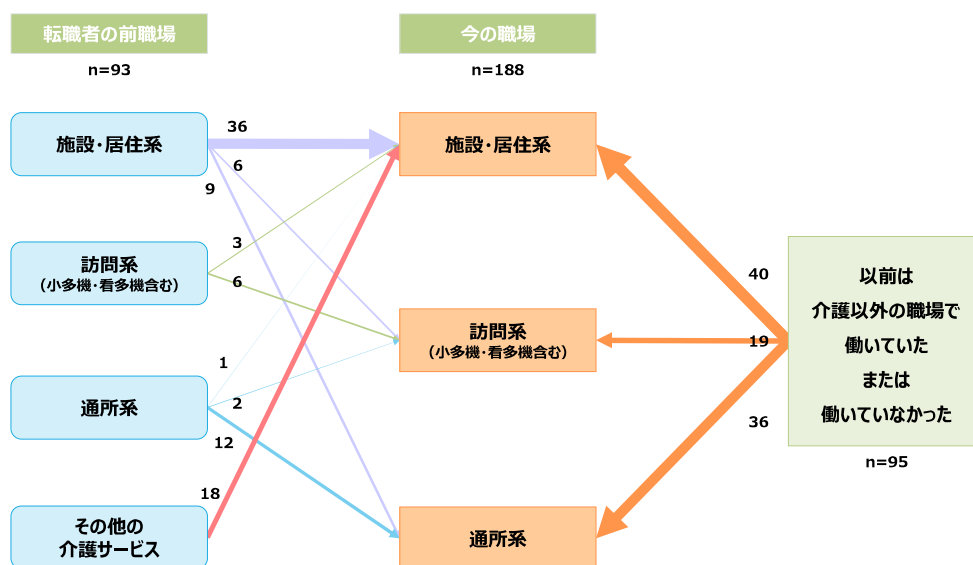 転職者の前職場
今の職場
n=93
n=188
施設・居住系
36
6
9
施設・居住系
訪問系
（小多機・看多機含む）
3
6
訪問系
（小多機・看多機含む）
通所系
1
2
12
その他の
介護サービス
18
通所系
40
19
36
以前は
介護以外の職場で
働いていた
または
働いていなかった
n=95